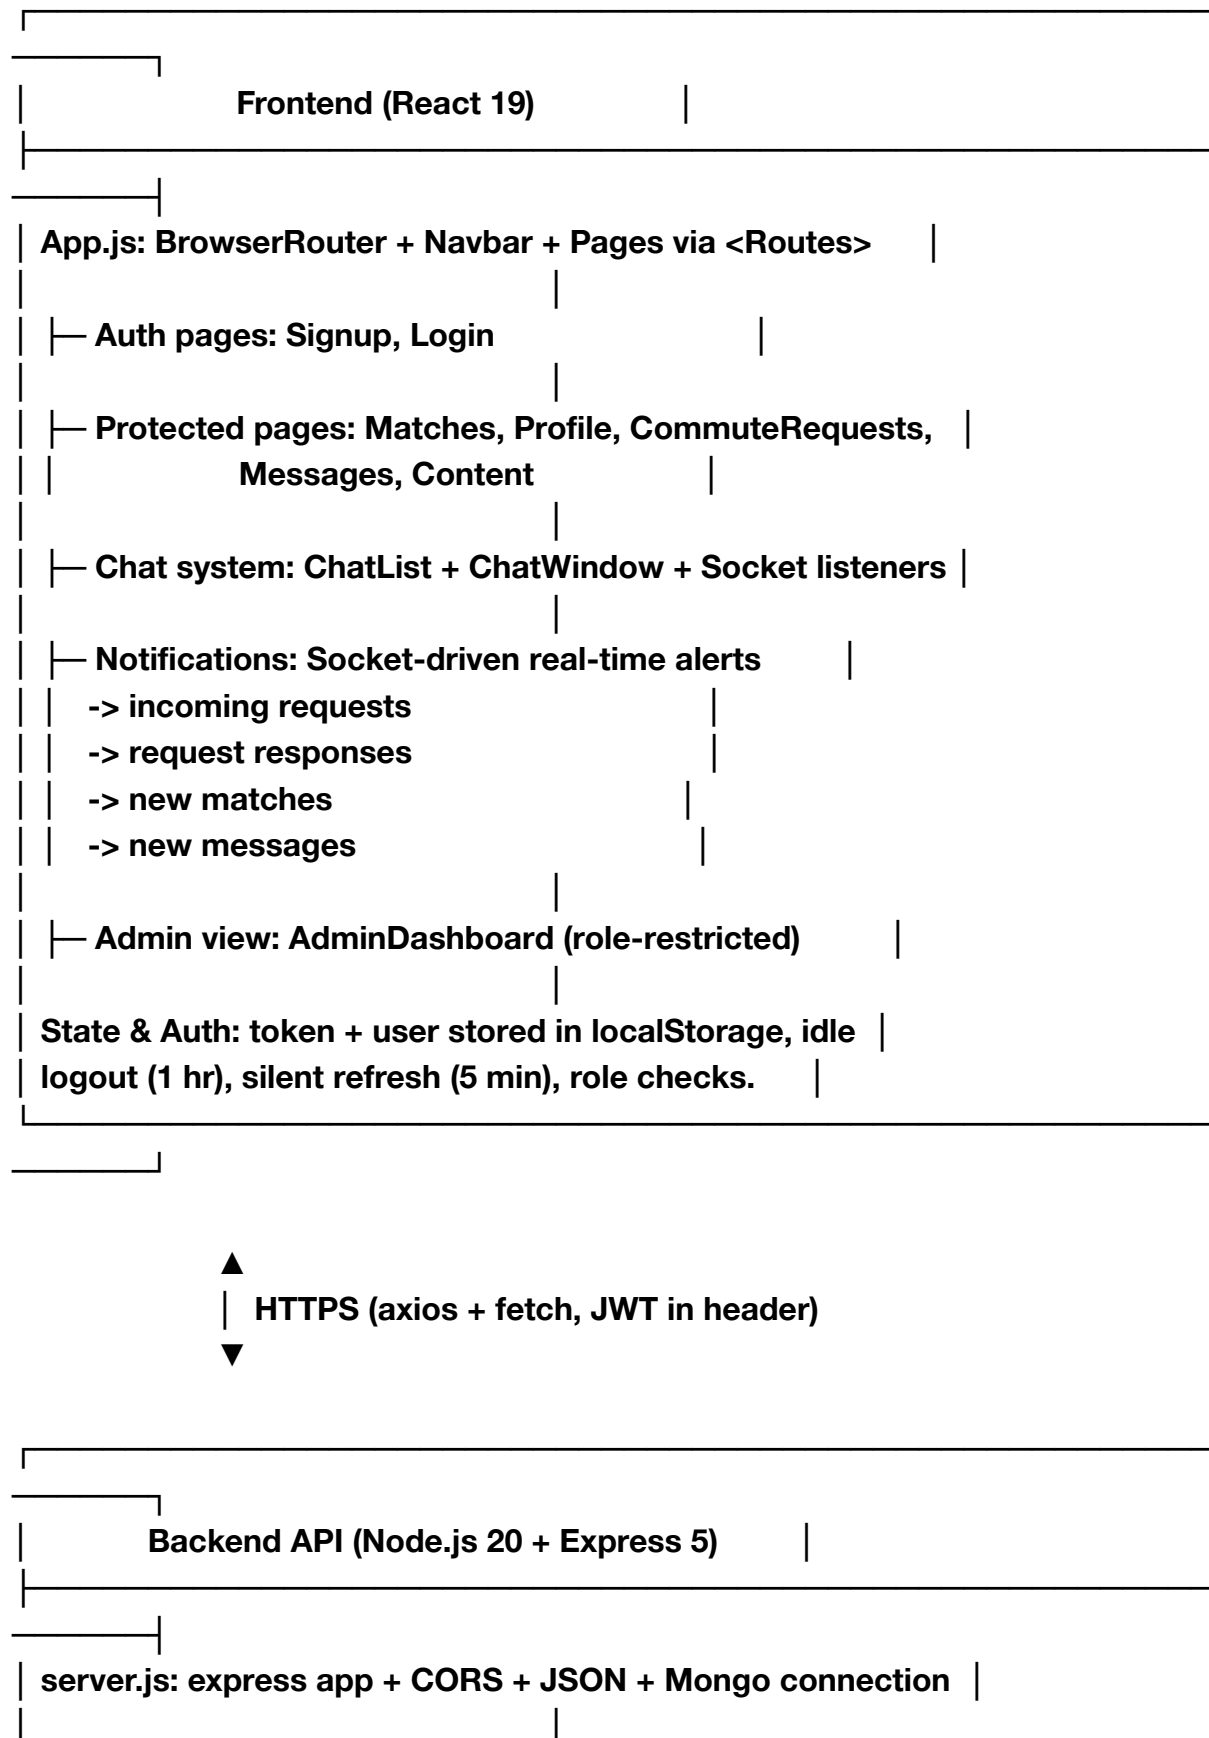 Frontend (React 19)
App.js: BrowserRouter + Navbar + Pages via <Routes>
├─ Auth pages: Signup, Login
├─ Protected pages: Matches, Profile, CommuteRequests,
Messages, Content
├─ Chat system: ChatList + ChatWindow + Socket listeners
├─ Notifications: Socket-driven real-time alerts
-> incoming requests
-> request responses
-> new matches
-> new messages
├─ Admin view: AdminDashboard (role-restricted)
State & Auth: token + user stored in localStorage, idle
logout (1 hr), silent refresh (5 min), role checks.
▲
│ HTTPS (axios + fetch, JWT in header)
▼
Backend API (Node.js 20 + Express 5)
server.js: express app + CORS + JSON + Mongo connection